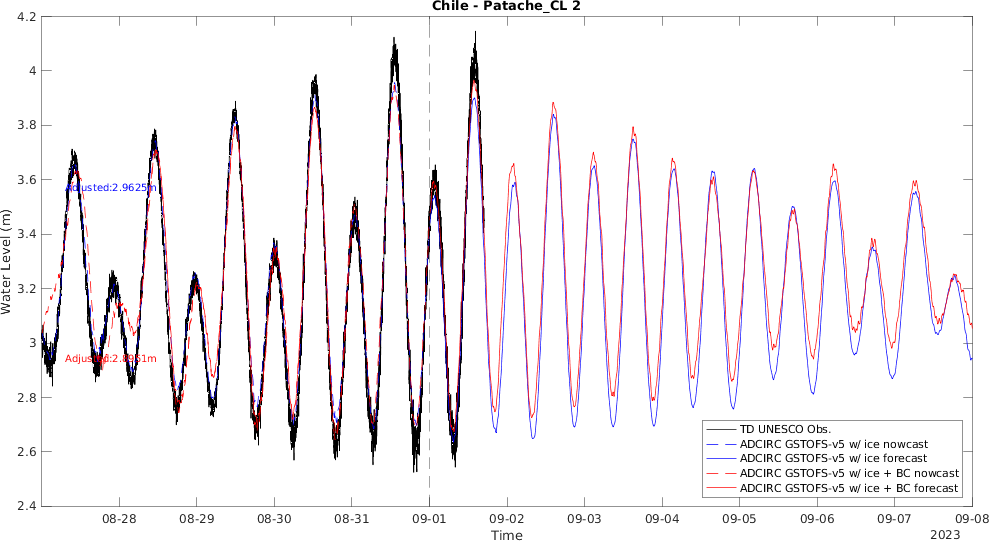 Chile - Patache_CL 2
4.2
4
3.8
3.6
3.4
3.2
3
2.8
2.6
2.4
Water Level (m)
Adjusted:2.9625m
TD UNESCO Obs.
ADCIRC GSTOFS-v5 w/ ice nowcast
ADCIRC GSTOFS-v5 w/ ice forecast
ADCIRC GSTOFS-v5 w/ ice + BC nowcast
ADCIRC GSTOFS-v5 w/ ice + BC forecast
08-28
08-29
08-30
08-31
09-01
09-02
09-03
09-04
09-05
09-06
09-07
09-08
Time
2023